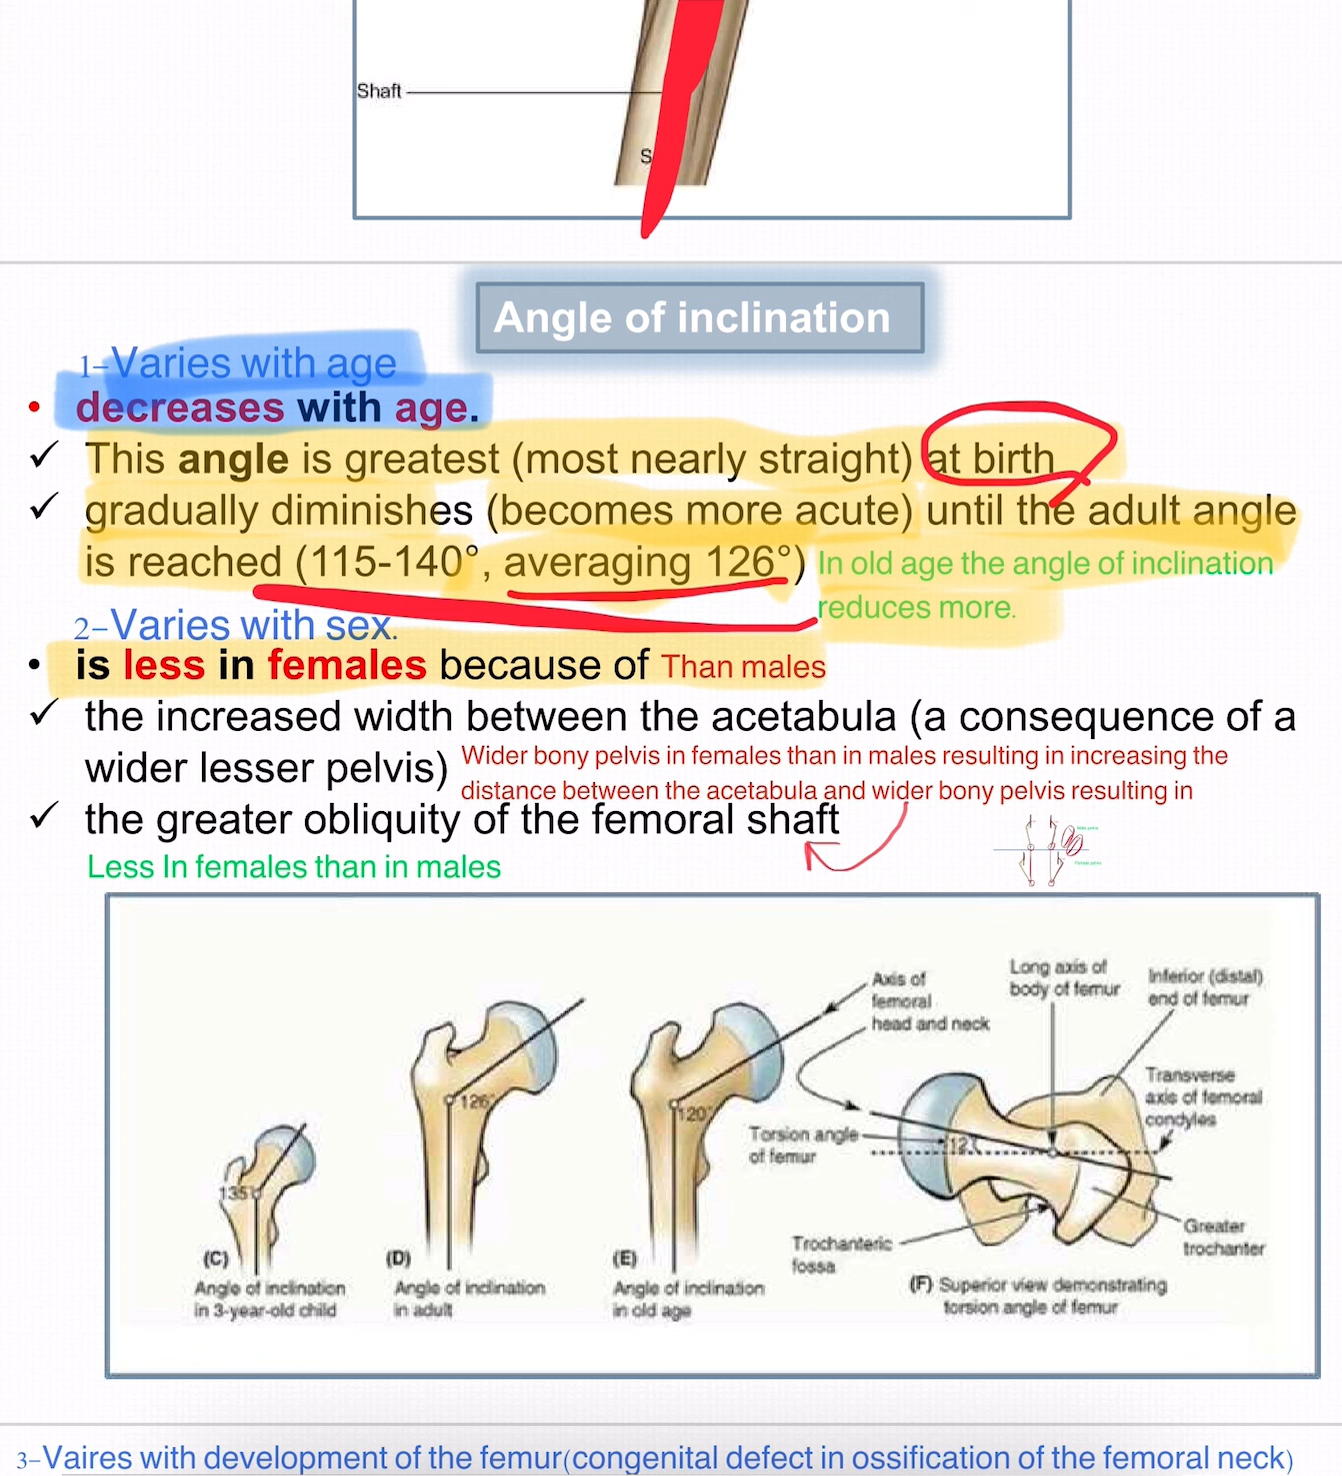 Shaft
S
Angle of inclination
1-Varies with age
• decreases with age.
✓ This angle is greatest (most nearly straight) at birth
✓ gradually diminishes (becomes more acute) until the adult angle
is reached (115-140°, averaging 126°) In old age the angle of inclination
reduces more.
2-Varies with sex.
• is less in females because of Than males
✓ the increased width between the acetabula (a consequence of a
wider lesser pelvis) Wider bony pelvis in females than in males resulting in increasing the
distance between the acetabula and wider bony pelvis resulting in
✓ the greater obliquity of the femoral shaft
Less In females than in males
Axis of
femoral
head and neck
Long axis of
body of femur
Inferior (distal)
end of femur
Transverse
axis of femoral
condyles
126°
120°
Torsion angle
of femur
12
135
Greater
trochanter
Trochanteric
fossa
(C)
Angle of inclination
in 3-year-old child
(D)
Angle of inclination
in adult
(E)
Angle of inclination
in old age
(F) Superior view demonstrating
torsion angle of femur
3-Vaires with development of the femur(congenital defect in ossification of the femoral neck)